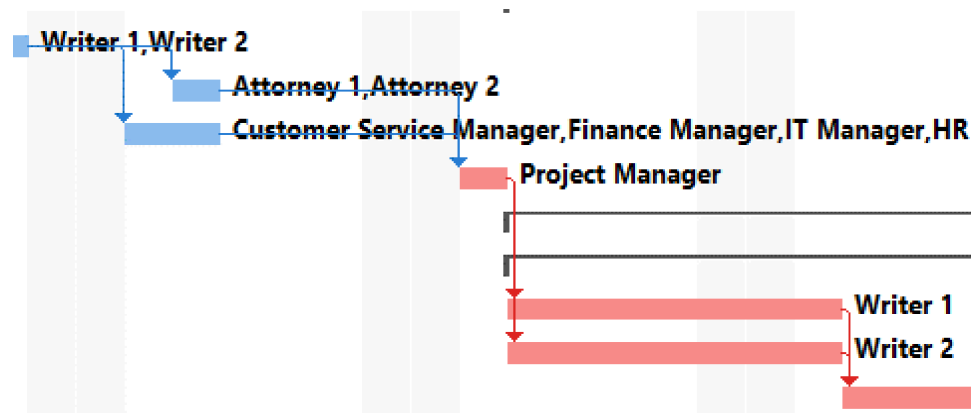 Writer 1,Writer 2
Attorney 1,Attorney 2
Customer Service Manager,Finance Manager,IT Manager,HR
Project Manager
Writer 1
Writer 2